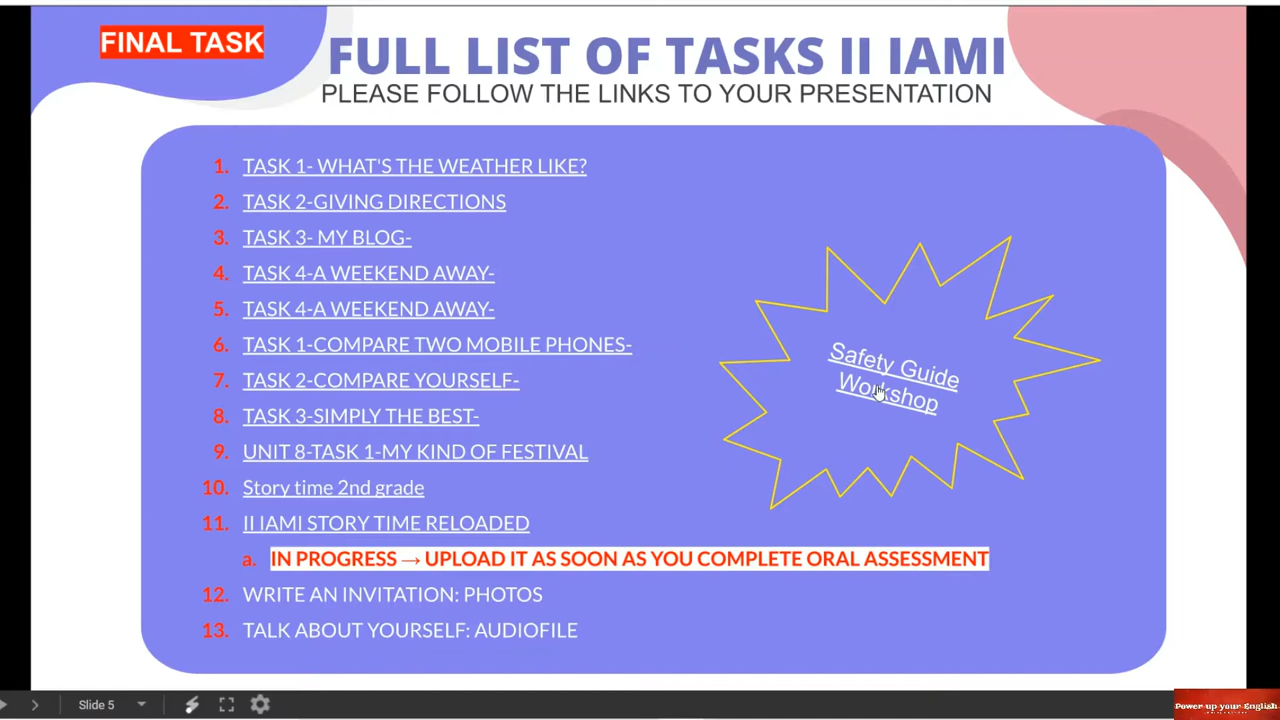 FINAL TASK
FULL LIST OF TASKS II IAMI
PLEASE FOLLOW THE LINKS TO YOUR PRESENTATION
1. TASK 1- WHAT'S THE WEATHER LIKE?
2. TASK 2-GIVING DIRECTIONS
3. TASK 3- MY BLOG-
4. TASK 4-A WEEKEND AWAY-
5. TASK 4-A WEEKEND AWAY-
6. TASK 1-COMPARE TWO MOBILE PHONES-
7. TASK 2-COMPARE YOURSELF-
8. TASK 3-SIMPLY THE BEST-
9. UNIT 8-TASK 1-MY KIND OF FESTIVAL
10. Story time 2nd grade
11. II IAMI STORY TIME RELOADED
a. IN PROGRESS → UPLOAD IT AS SOON AS YOU COMPLETE ORAL ASSESSMENT
12. WRITE AN INVITATION: PHOTOS
13. TALK ABOUT YOURSELF: AUDIOFILE
Safety Guide
Workshop
Slide 5
Power up your English